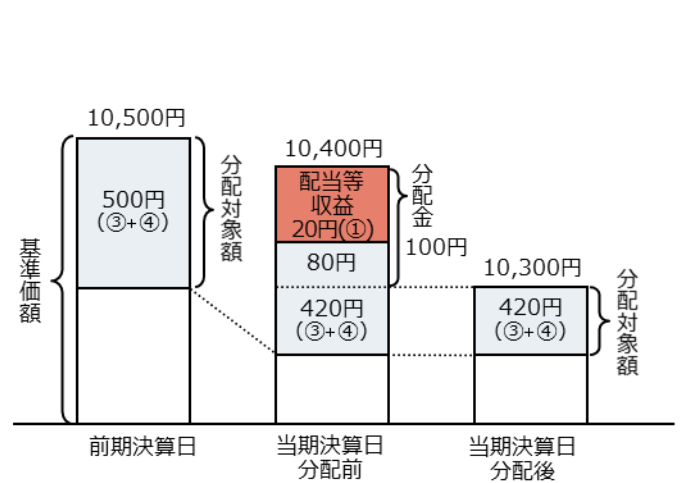 10,500円
500円
(③+④)
分配対象額
基準価額
前期決算日
10,400円
配当等
収益
20円(①)
80円
420円
(③+④)
分配金
100円
当期決算日
分配前
10,300円
420円
(③+④)
分配対象額
当期決算日
分配後